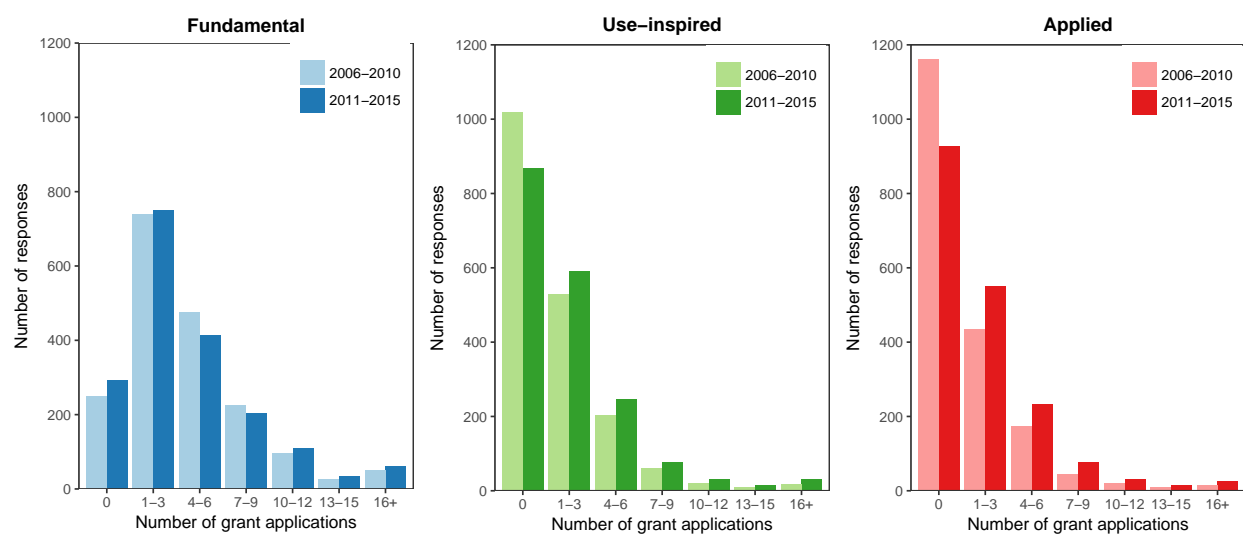 Fundamental
1200
1000
800
600
400
200
0
Number of responses
2006–2010
2011–2015
0 1–3 4–6 7–9 10–12 13–15 16+
Number of grant applications
Use–inspired
1200
1000
800
600
400
200
0
Number of responses
2006–2010
2011–2015
0 1–3 4–6 7–9 10–12 13–15 16+
Number of grant applications
Applied
1200
1000
800
600
400
200
0
Number of responses
2006–2010
2011–2015
0 1–3 4–6 7–9 10–12 13–15 16+
Number of grant applications